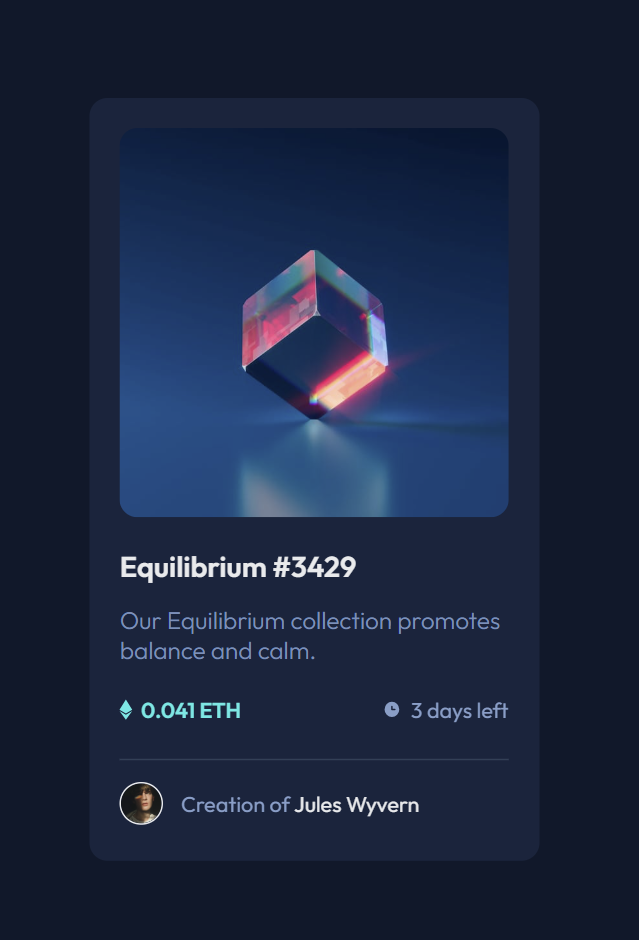 Equilibrium #3429
Our Equilibrium collection promotes
balance and calm.
0.041 ETH
3 days left
Creation of Jules Wyvern